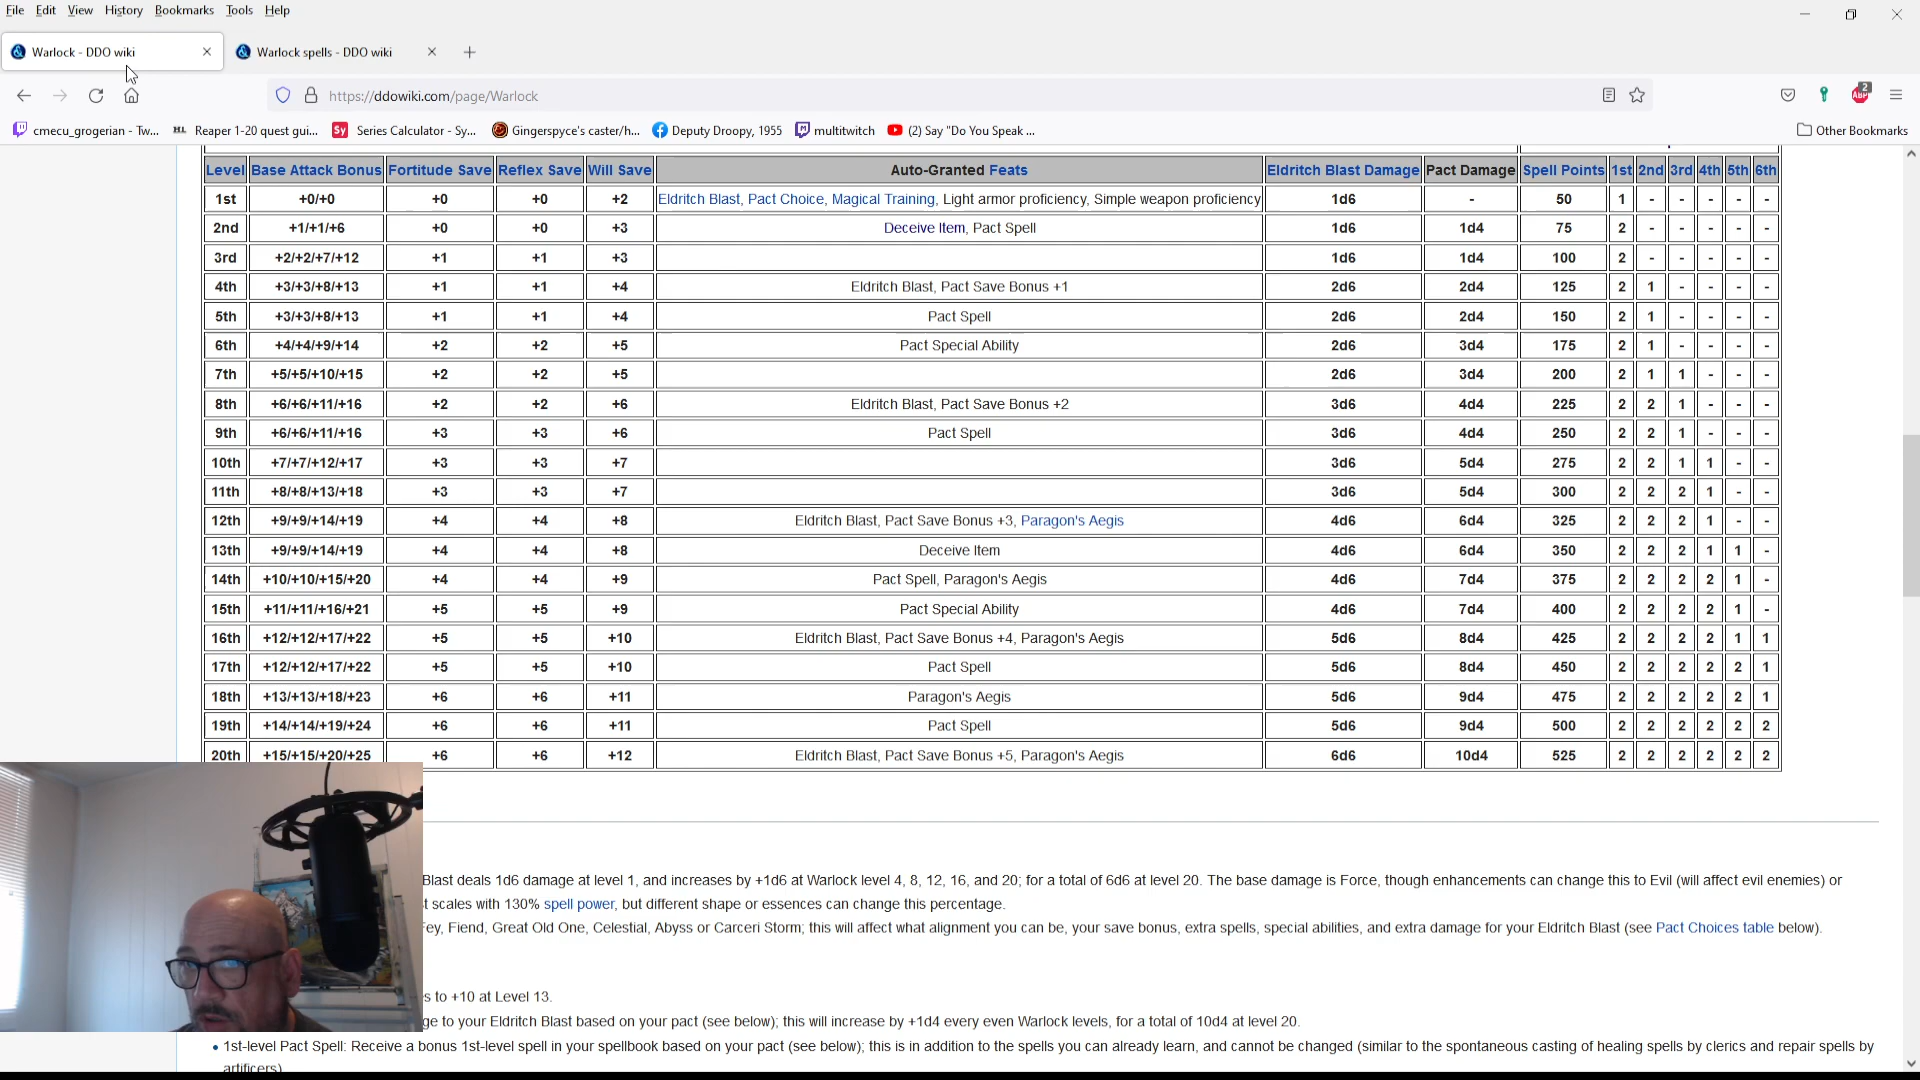 File Edit View History Bookmarks Tools Help
Warlock - DDO wiki Warlock spells - DDO wiki
https://ddowiki.com/page/Warlock 2 ABP
cmecu_grogerian - Tw... Reaper 1-20 quest gui... Sy Series Calculator - Sy... Gingerspyce's caster/h... Deputy Droopy, 1955 multitwitch (2) Say "Do You Speak ... Other Bookmarks
Level Base Attack Bonus Fortitude Save Reflex Save Will Save Auto-Granted Feats Eldritch Blast Damage Pact Damage Spell Points 1st 2nd 3rd 4th 5th 6th
1st +0/+0 +0 +0 +2 Eldritch Blast, Pact Choice, Magical Training, Light armor proficiency, Simple weapon proficiency 1d6 - 50 1 - - - - -
2nd +1/+1/+6 +0 +0 +3 Deceive Item, Pact Spell 1d6 1d4 75 2 - - - - -
3rd +2/+2/+7/+12 +1 +1 +3 1d6 1d4 100 2 - - - - -
4th +3/+3/+8/+13 +1 +1 +4 Eldritch Blast, Pact Save Bonus +1 2d6 2d4 125 2 1 - - - -
5th +3/+3/+8/+13 +1 +1 +4 Pact Spell 2d6 2d4 150 2 1 - - - -
6th +4/+4/+9/+14 +2 +2 +5 Pact Special Ability 2d6 3d4 175 2 1 - - - -
7th +5/+5/+10/+15 +2 +2 +5 2d6 3d4 200 2 1 1 - - -
8th +6/+6/+11/+16 +2 +2 +6 Eldritch Blast, Pact Save Bonus +2 3d6 4d4 225 2 2 1 - - -
9th +6/+6/+11/+16 +3 +3 +6 Pact Spell 3d6 4d4 250 2 2 1 - - -
10th +7/+7/+12/+17 +3 +3 +7 3d6 5d4 275 2 2 1 1 - -
11th +8/+8/+13/+18 +3 +3 +7 3d6 5d4 300 2 2 2 1 - -
12th +9/+9/+14/+19 +4 +4 +8 Eldritch Blast, Pact Save Bonus +3, Paragon's Aegis 4d6 6d4 325 2 2 2 1 - -
13th +9/+9/+14/+19 +4 +4 +8 Deceive Item 4d6 6d4 350 2 2 2 1 1 -
14th +10/+10/+15/+20 +4 +4 +9 Pact Spell, Paragon's Aegis 4d6 7d4 375 2 2 2 2 1 -
15th +11/+11/+16/+21 +5 +5 +9 Pact Special Ability 4d6 7d4 400 2 2 2 2 1 -
16th +12/+12/+17/+22 +5 +5 +10 Eldritch Blast, Pact Save Bonus +4, Paragon's Aegis 5d6 8d4 425 2 2 2 2 1 1
17th +12/+12/+17/+22 +5 +5 +10 Pact Spell 5d6 8d4 450 2 2 2 2 2 1
18th +13/+13/+18/+23 +6 +6 +11 Paragon's Aegis 5d6 9d4 475 2 2 2 2 2 1
19th +14/+14/+19/+24 +6 +6 +11 Pact Spell 5d6 9d4 500 2 2 2 2 2 2
20th +15/+15/+20/+25 +6 +6 +12 Eldritch Blast, Pact Save Bonus +5, Paragon's Aegis 6d6 10d4 525 2 2 2 2 2 2
Blast deals 1d6 damage at level 1, and increases by +1d6 at Warlock level 4, 8, 12, 16, and 20; for a total of 6d6 at level 20. The base damage is Force, though enhancements can change this to Evil (will affect evil enemies) or
scales with 130% spell power, but different shape or essences can change this percentage.
Fey, Fiend, Great Old One, Celestial, Abyss or Carceri Storm; this will affect what alignment you can be, your save bonus, extra spells, special abilities, and extra damage for your Eldritch Blast (see Pact Choices table below).
s to +10 at Level 13.
ge to your Eldritch Blast based on your pact (see below); this will increase by +1d4 every even Warlock levels, for a total of 10d4 at level 20.
• 1st-level Pact Spell: Receive a bonus 1st-level spell in your spellbook based on your pact (see below); this is in addition to the spells you can already learn, and cannot be changed (similar to the spontaneous casting of healing spells by clerics and repair spells by
artificers)